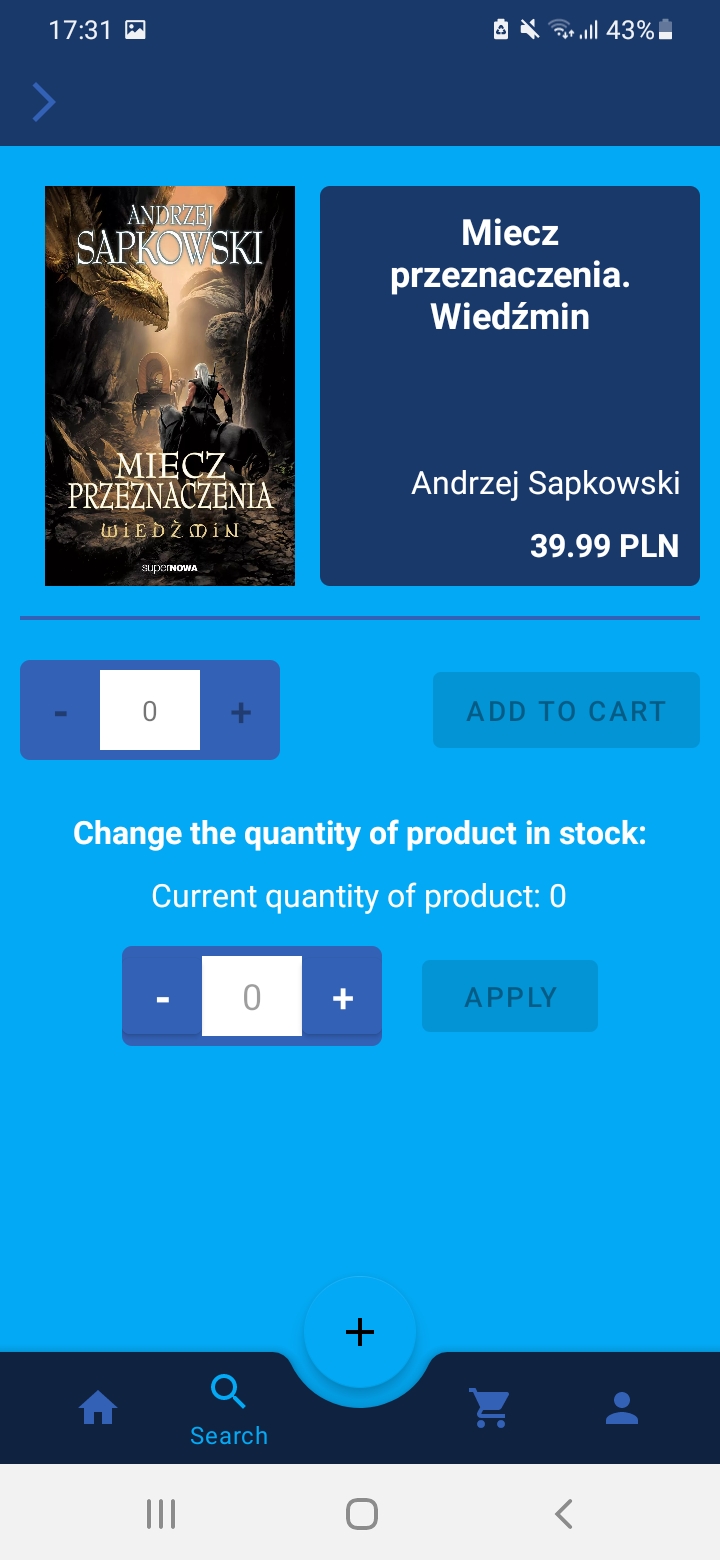 17:31
43%
ANDRZEJ
SAPKOWSKI
MIECZ
PRZEZNACZENIA
WIEDŹMIN
superNOWA
Miecz
przeznaczenia.
Wiedźmin
Andrzej Sapkowski
39.99 PLN
- 0 +
ADD TO CART
Change the quantity of product in stock:
Current quantity of product: 0
- 0 +
APPLY
+
Search